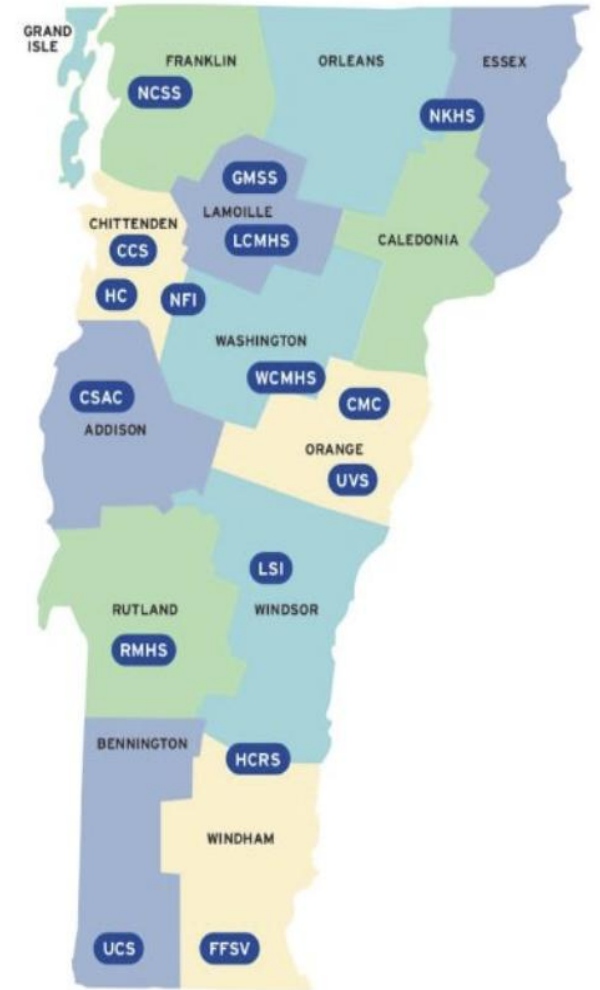 GRAND
ISLE
FRANKLIN
ORLEANS
ESSEX
NCSS
NKHS
GMSS
LAMOILLE
CHITTENDEN
LCMHS
CALEDONIA
CCS
HC
NFI
WASHINGTON
WCMHS
CSAC
CMC
ADDISON
ORANGE
UVS
LSI
RUTLAND
WINDSOR
RMHS
BENNINGTON
HCRS
WINDHAM
UCS
FFSV